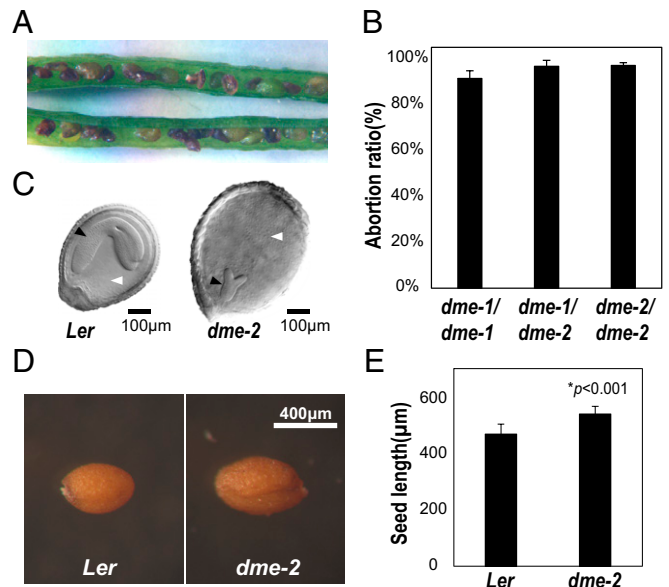 A
B
Abortion ratio(%)
100%
80%
60%
40%
20%
0%
dme-1/
dme-1
dme-1/
dme-2
dme-2/
dme-2
C
100µm
100µm
Ler
dme-2
D
400µm
Ler
dme-2
E
Seed length(µm)
600
400
200
0
*p<0.001
Ler
dme-2